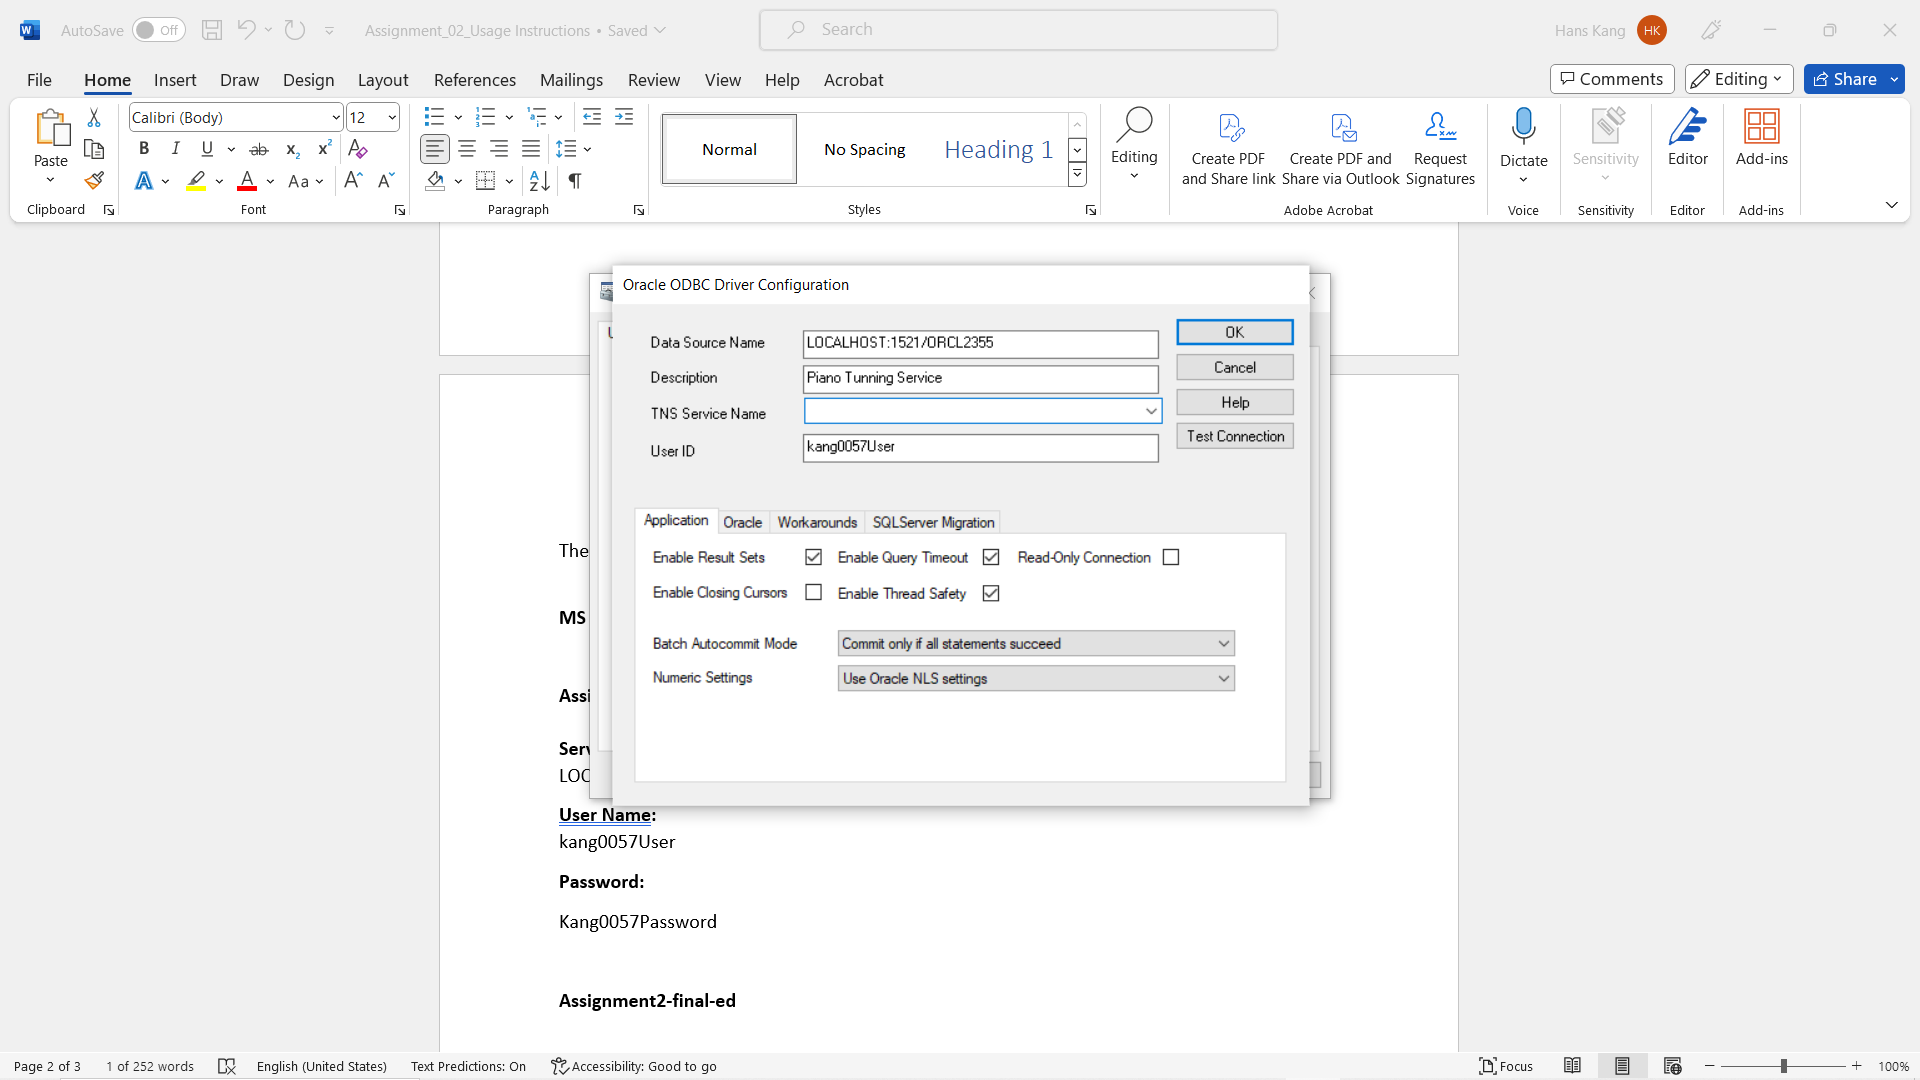 AutoSave Off Assignment_02_Usage Instructions • Saved Search Hans Kang HK
File Home Insert Draw Design Layout References Mailings Review View Help Acrobat Comments Editing Share
Paste
Clipboard
Calibri (Body) 12
Font
Paragraph
Normal No Spacing Heading 1
Styles
Editing
Create PDF and Share link
Create PDF and Share via Outlook
Request Signatures
Adobe Acrobat
Dictate
Voice
Sensitivity
Sensitivity
Editor
Editor
Add-ins
Add-ins
Oracle ODBC Driver Configuration
Data Source Name LOCALHOST:1521/ORCL2355 OK
Description Piano Tunning Service Cancel
TNS Service Name Help
User ID kang0057User Test Connection
Application Oracle Workarounds SQLServer Migration
Enable Result Sets Enable Query Timeout Read-Only Connection
Enable Closing Cursors Enable Thread Safety
Batch Autocommit Mode Commit only if all statements succeed
Numeric Settings Use Oracle NLS settings
The
MS
Assi
Serv
LOC
User Name:
kang0057User
Password:
Kang0057Password
Assignment2-final-ed
Page 2 of 3 1 of 252 words English (United States) Text Predictions: On Accessibility: Good to go Focus 100%